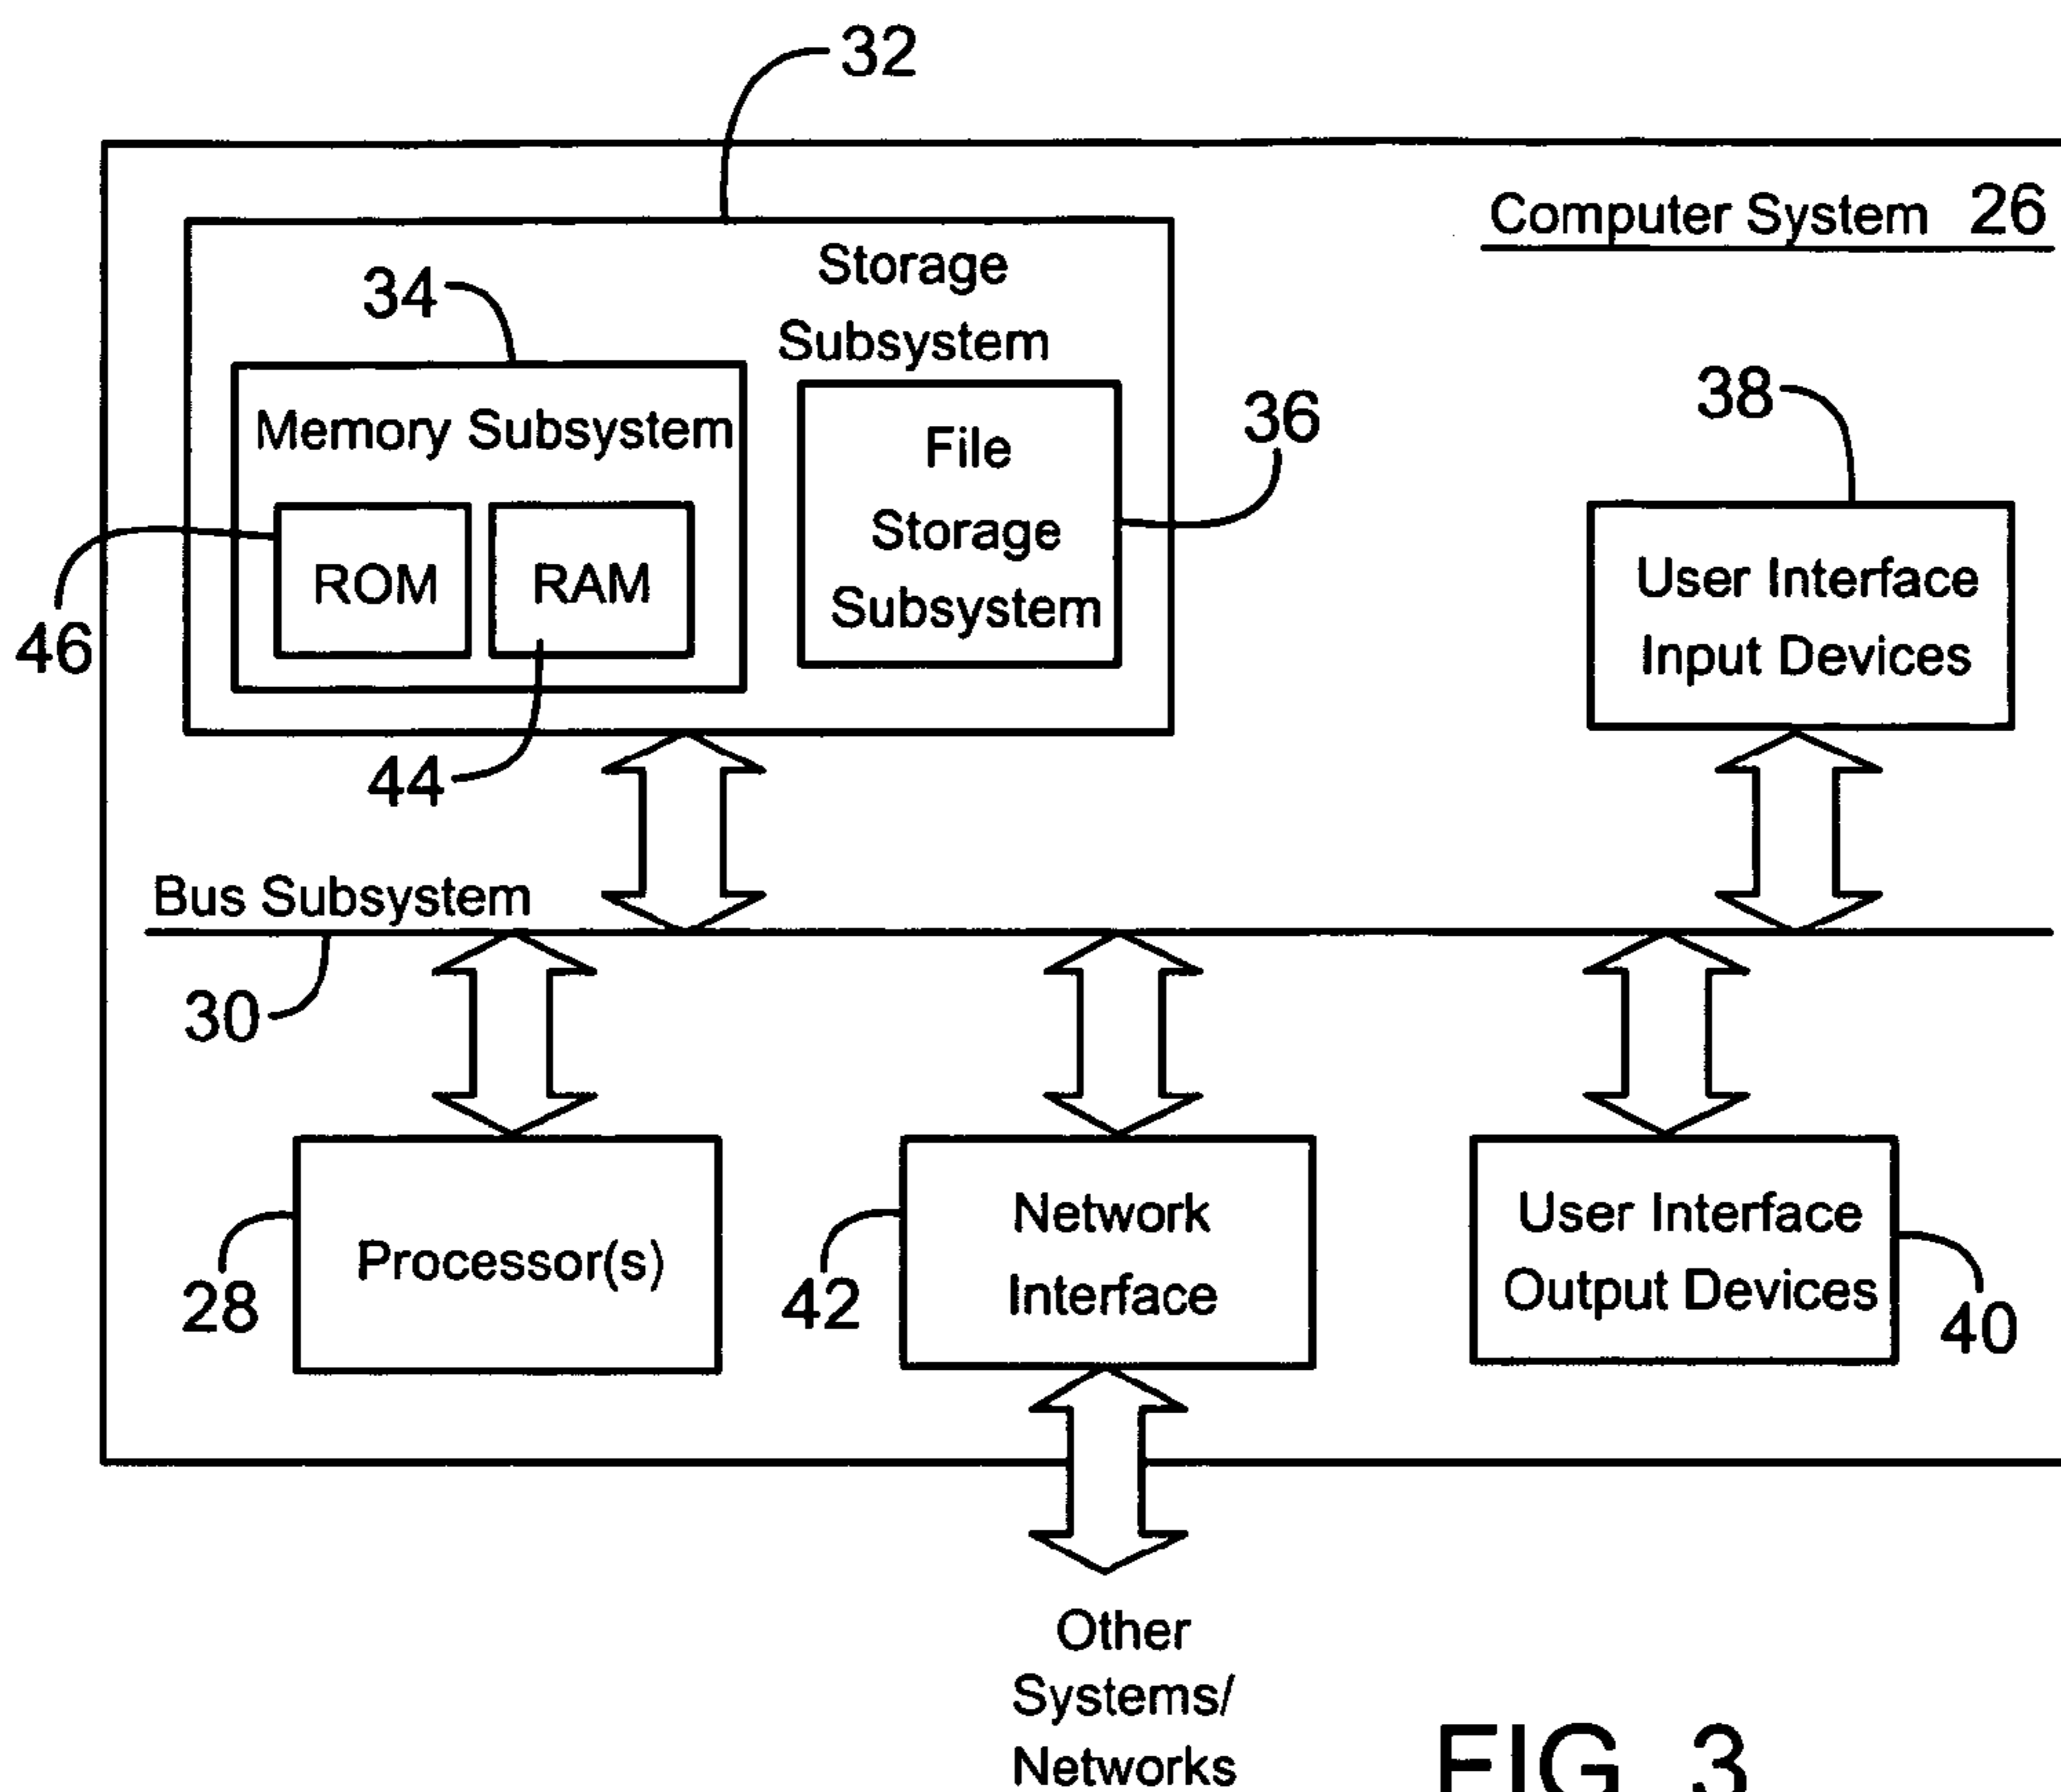 32
Computer System 26
Storage
Subsystem
34
Memory Subsystem
File
Storage
Subsystem
36
38
ROM
RAM
User Interface
Input Devices
46
44
Bus Subsystem
30
Processor(s)
28
Network
Interface
42
User Interface
Output Devices
40
Other
Systems/
Networks
FIG. 3